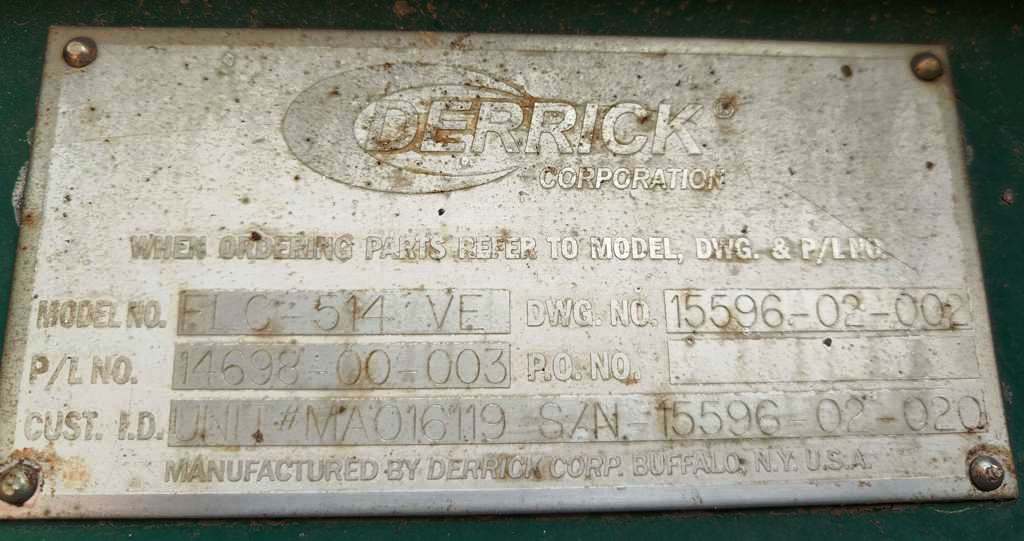 DERRICK®
CORPORATION
WHEN ORDERING PARTS REFER TO MODEL, DWG. & P/L NO.
MODEL NO. FLC-514 VE DWG. NO. 15596-02-002
P/L NO. 14698-00-003 P.O. NO.
CUST. I.D. UNIT #MA016119 S/N-15596-02-020
MANUFACTURED BY DERRICK CORP. BUFFALO, N.Y. U.S.A.